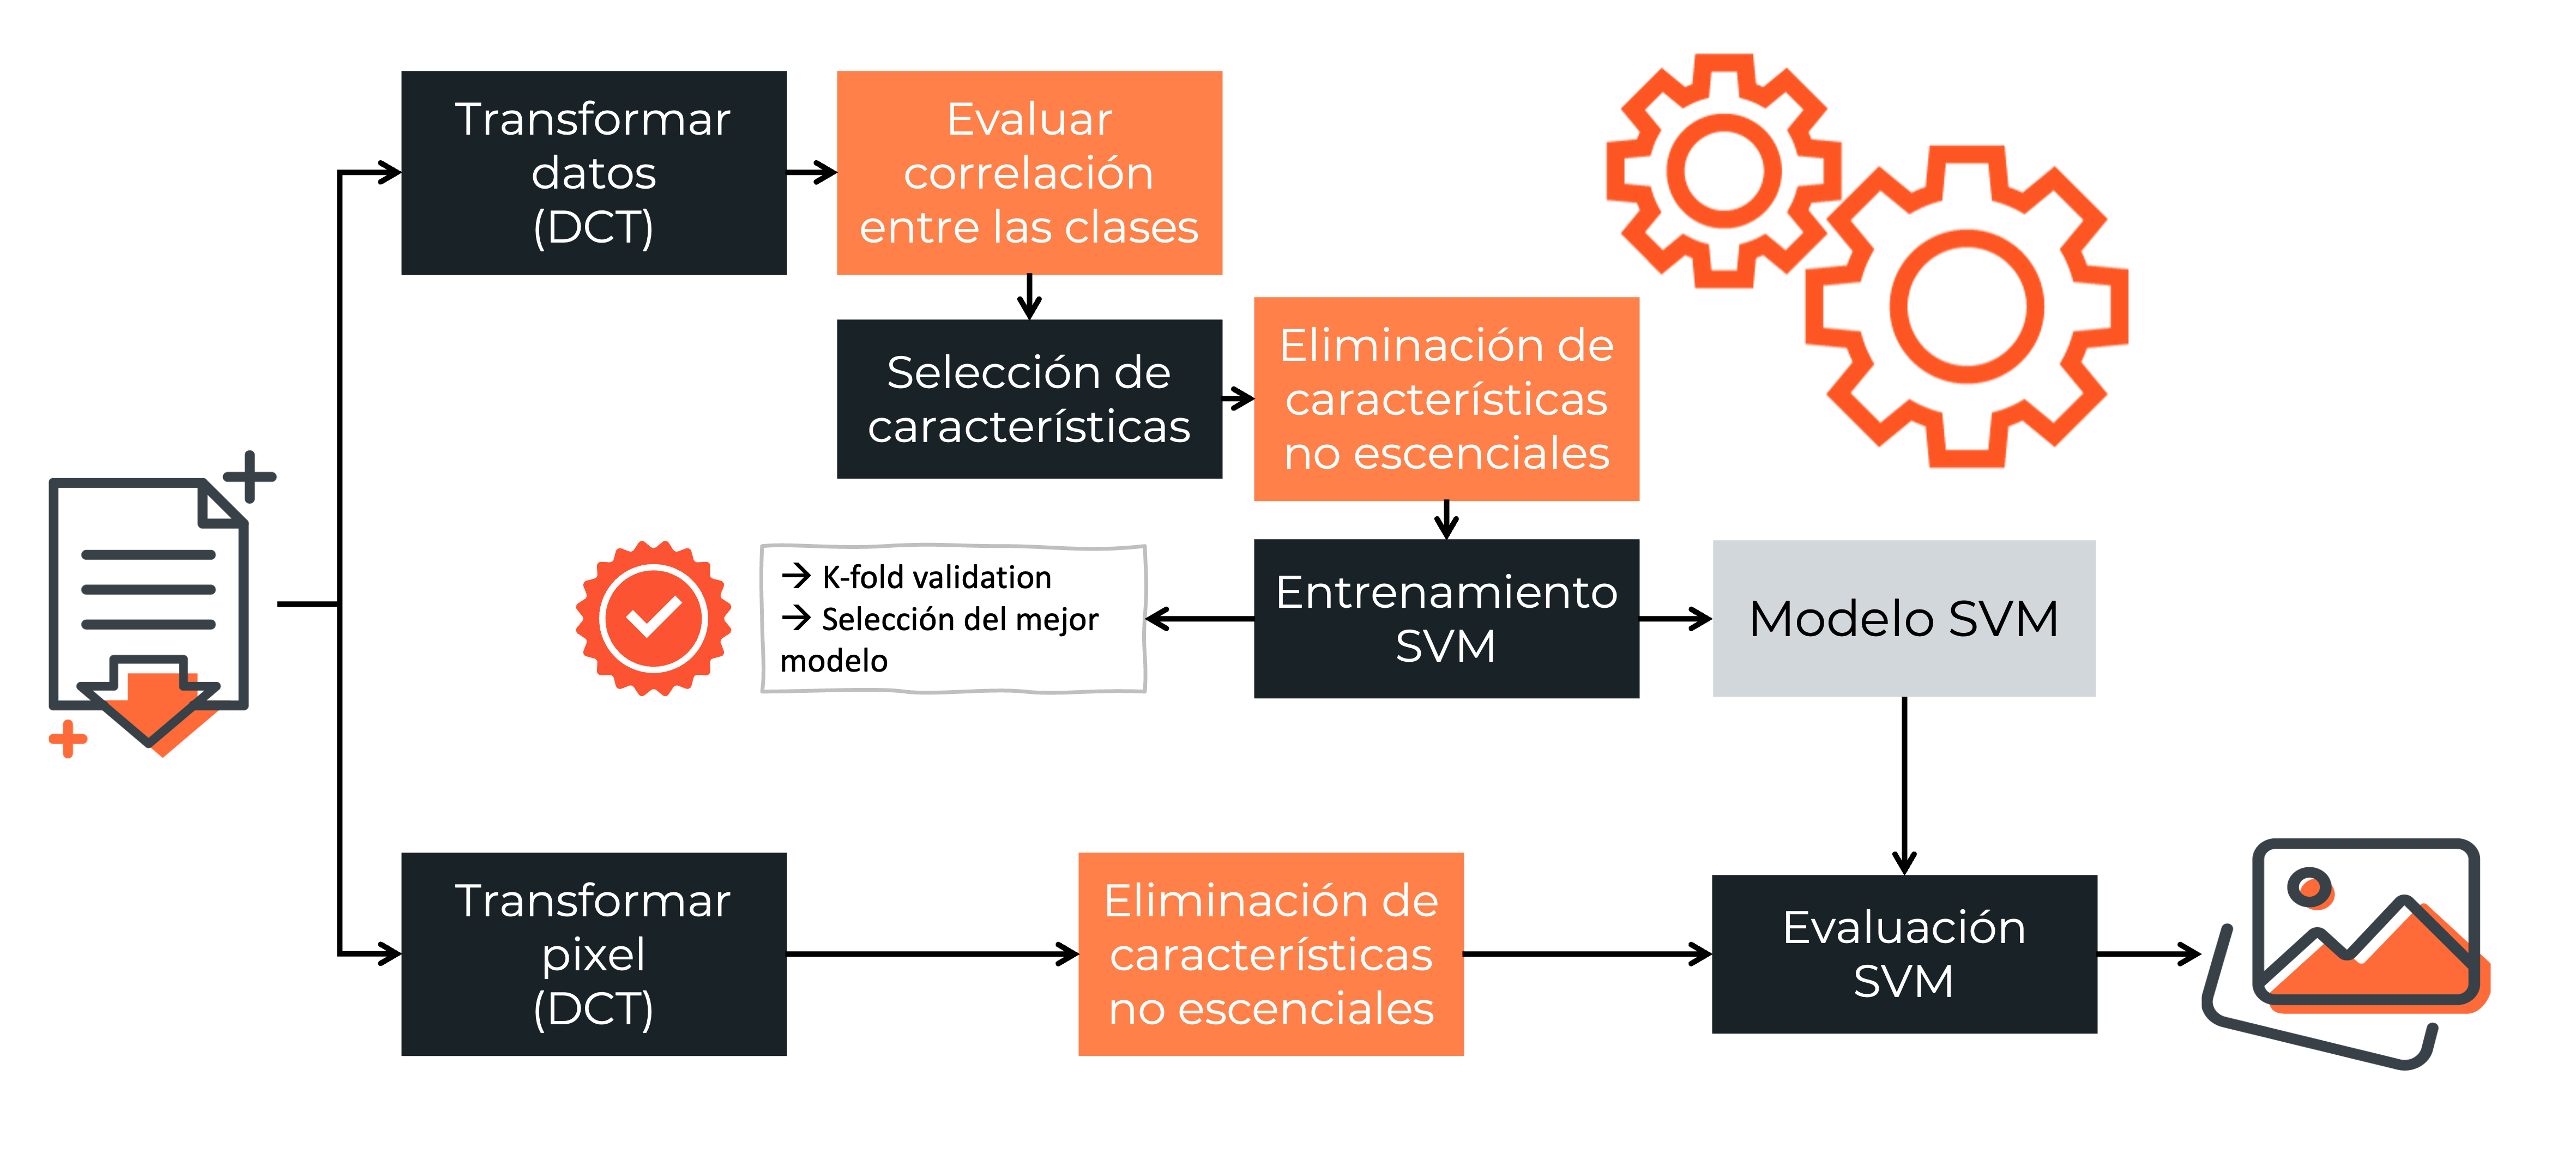 Transformar
datos
(DCT)
Evaluar
correlación
entre las clases
Selección de
características
Eliminación de
características
no escenciales
→ K-fold validation
→ Selección del mejor
modelo
Entrenamiento
SVM
Modelo SVM
Transformar
pixel
(DCT)
Eliminación de
características
no escenciales
Evaluación
SVM